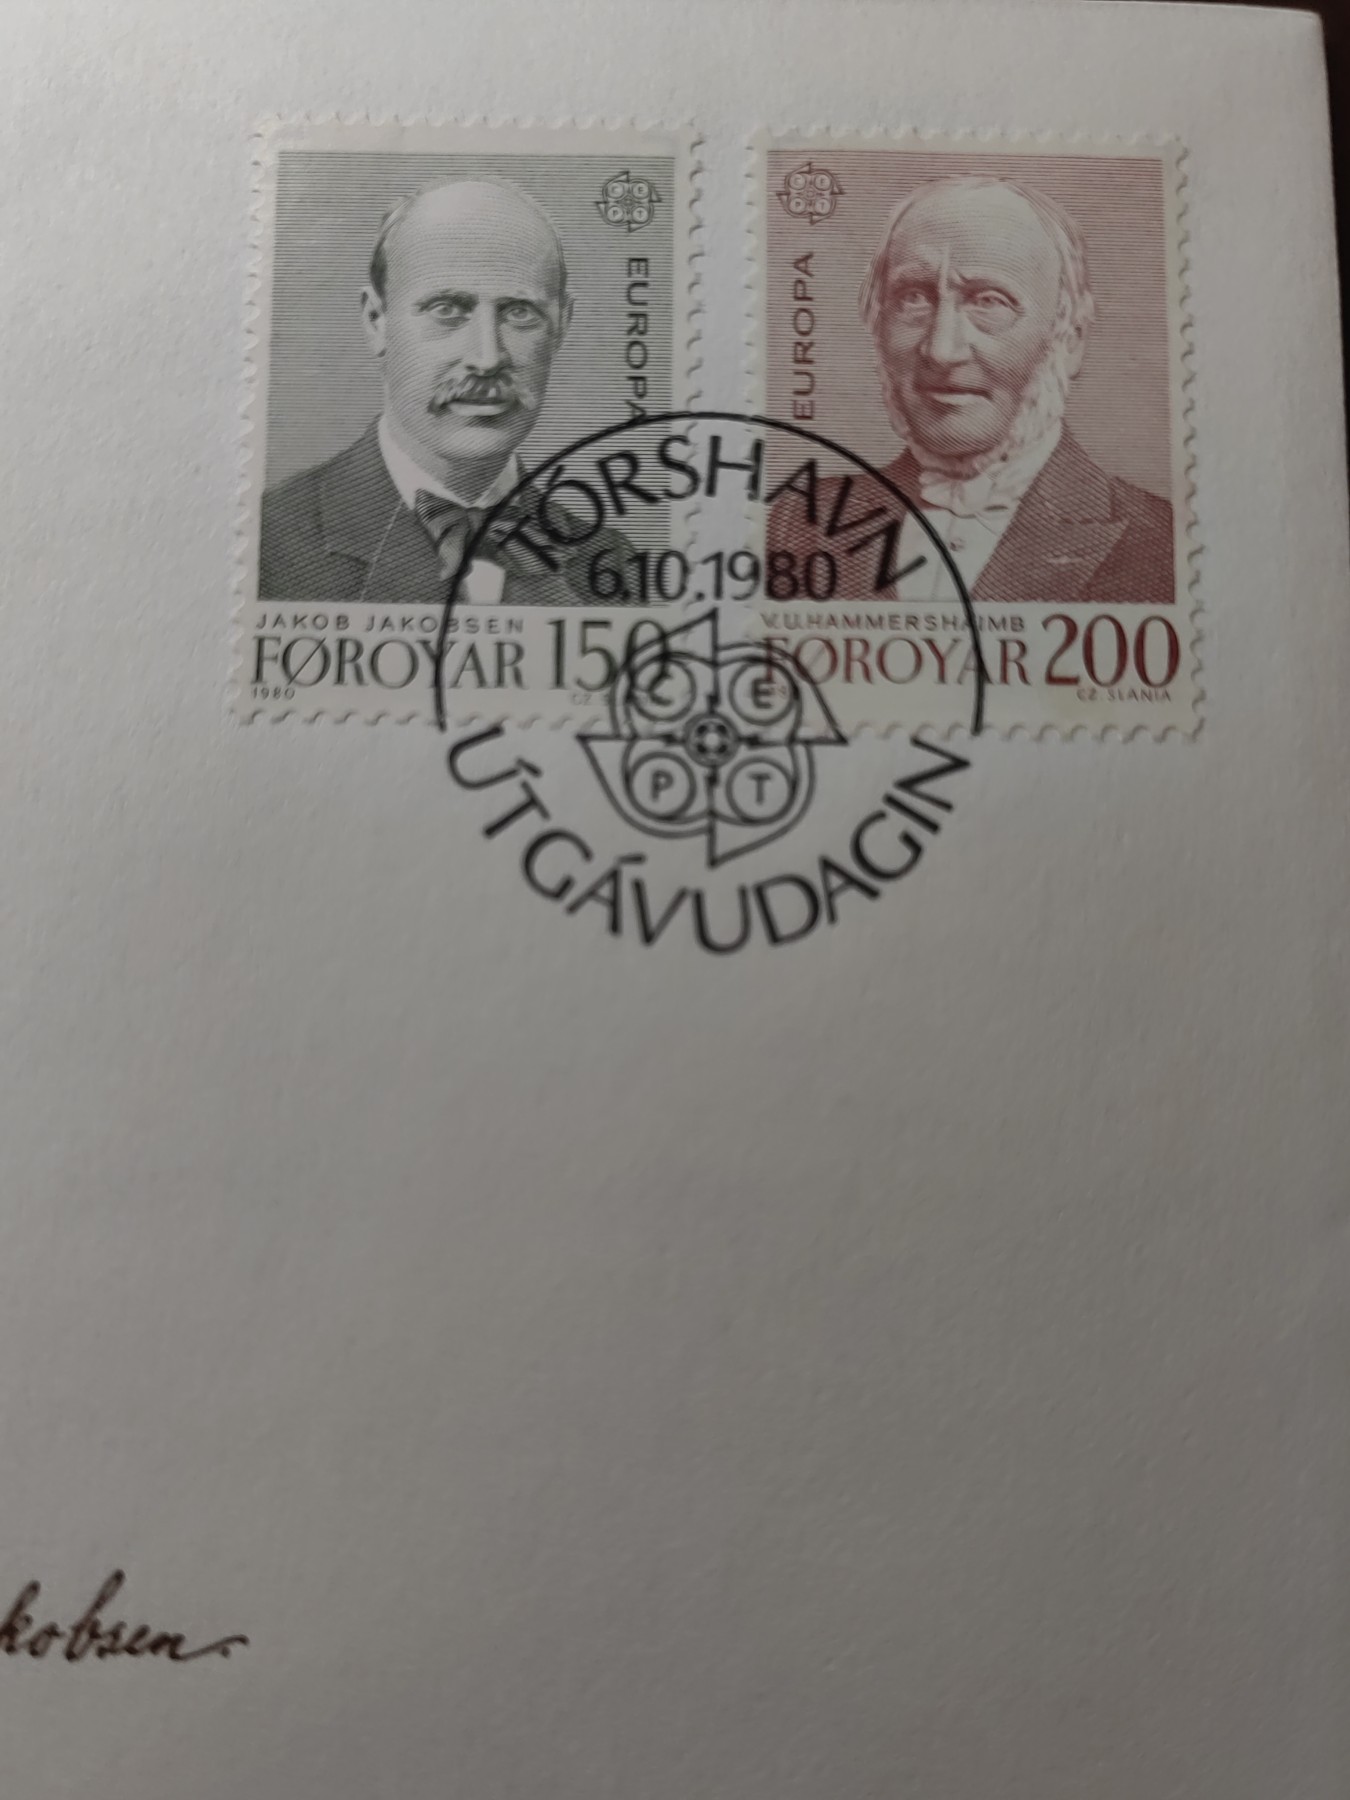 C E
P T
EUROPA
JAKOB JAKOBSEN
FØROYAR 150
1980
C E
P T
EUROPA
V.U.HAMMERSHAIMB
FØROYAR 200
CZ. SLANIA
TÓRSHAVN
6.10.1980
C E
P T
ÚTGÁVUDAGIN
kobsen.